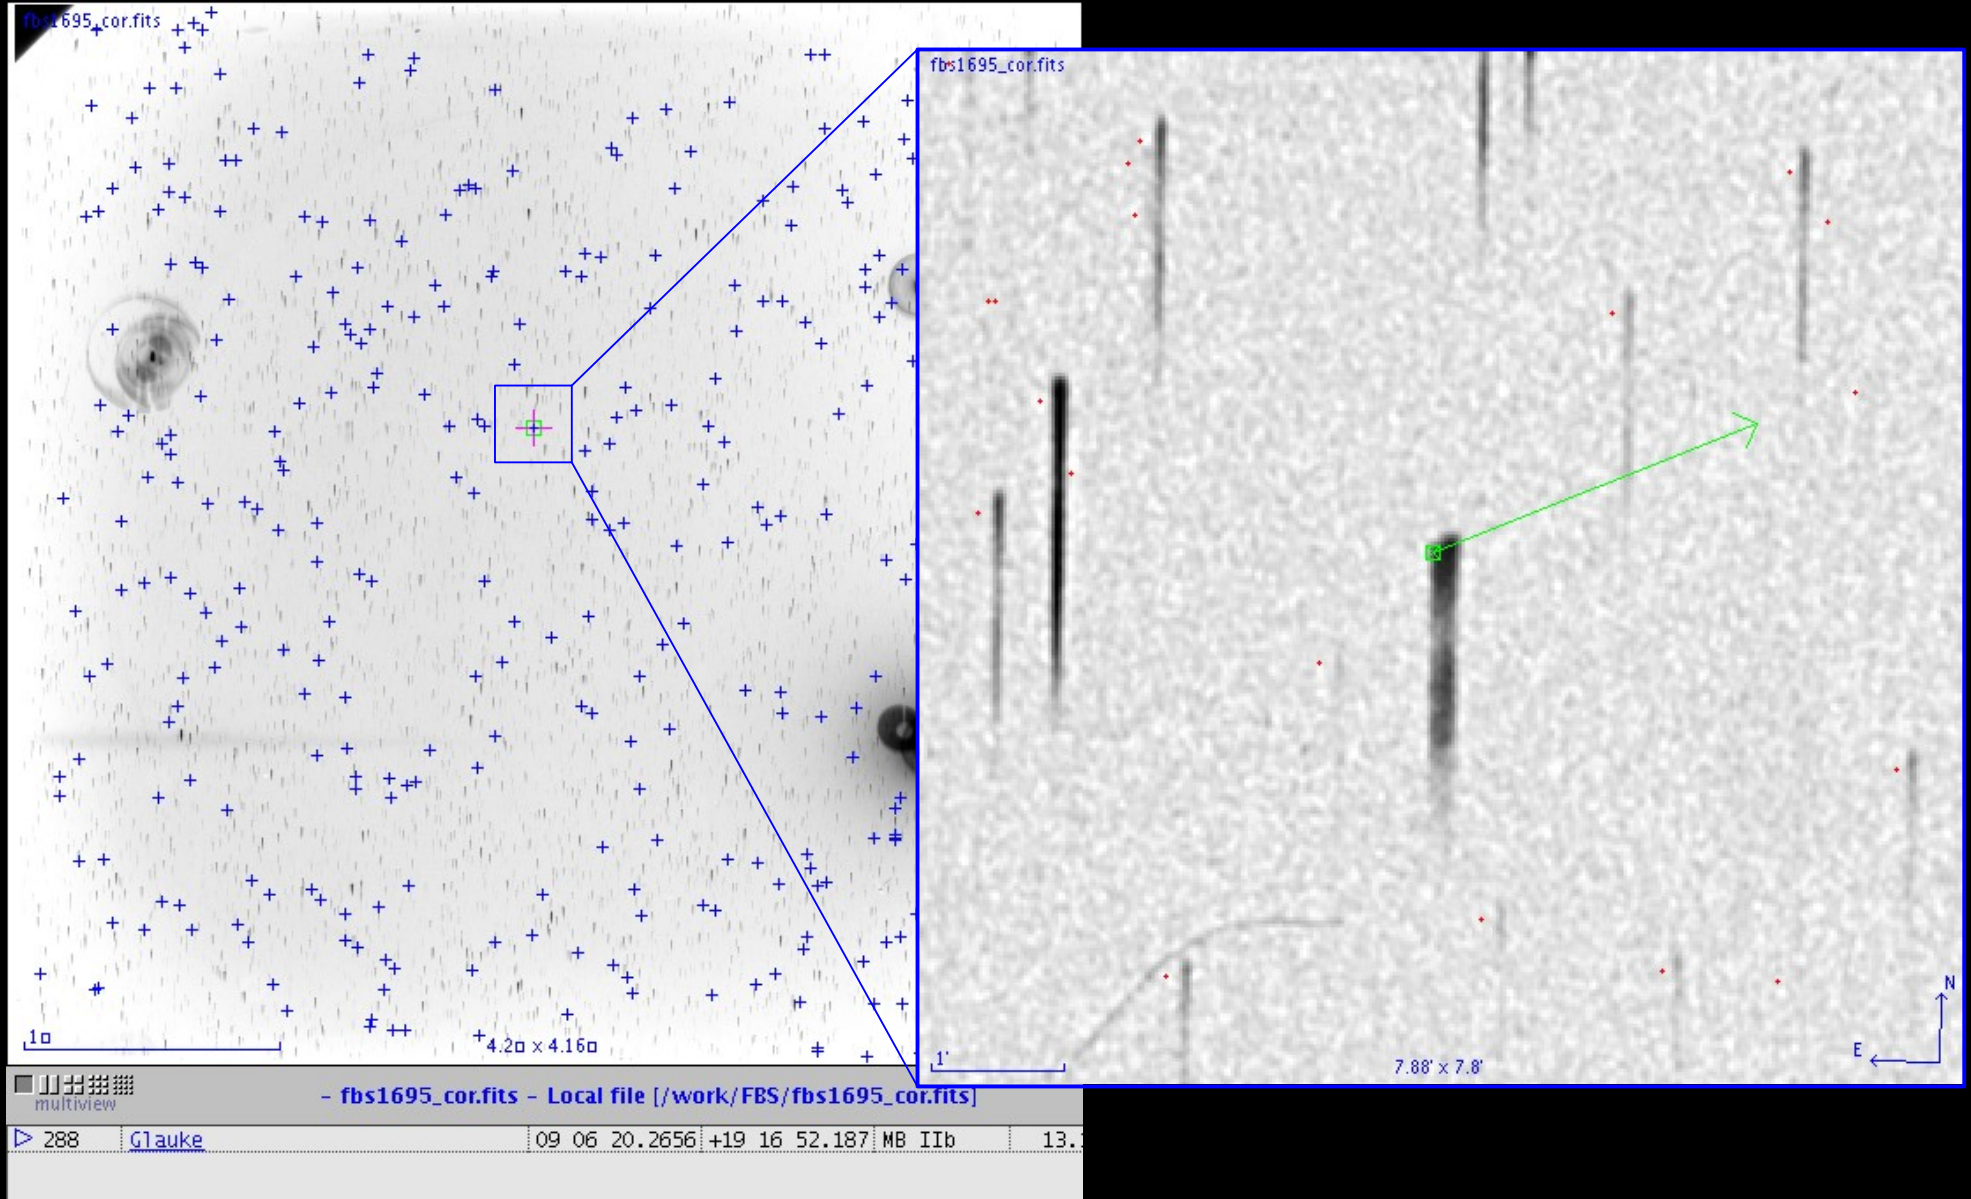 fbs1695_cor.fits
fbs1695_cor.fits
N
E
1'
7.88' x 7.8'
1□
4.2□ x 4.16□
multiview
- fbs1695_cor.fits - Local file [/work/FBS/fbs1695_cor.fits]
288 Glauke 09 06 20.2656 +19 16 52.187 MB IIb 13.